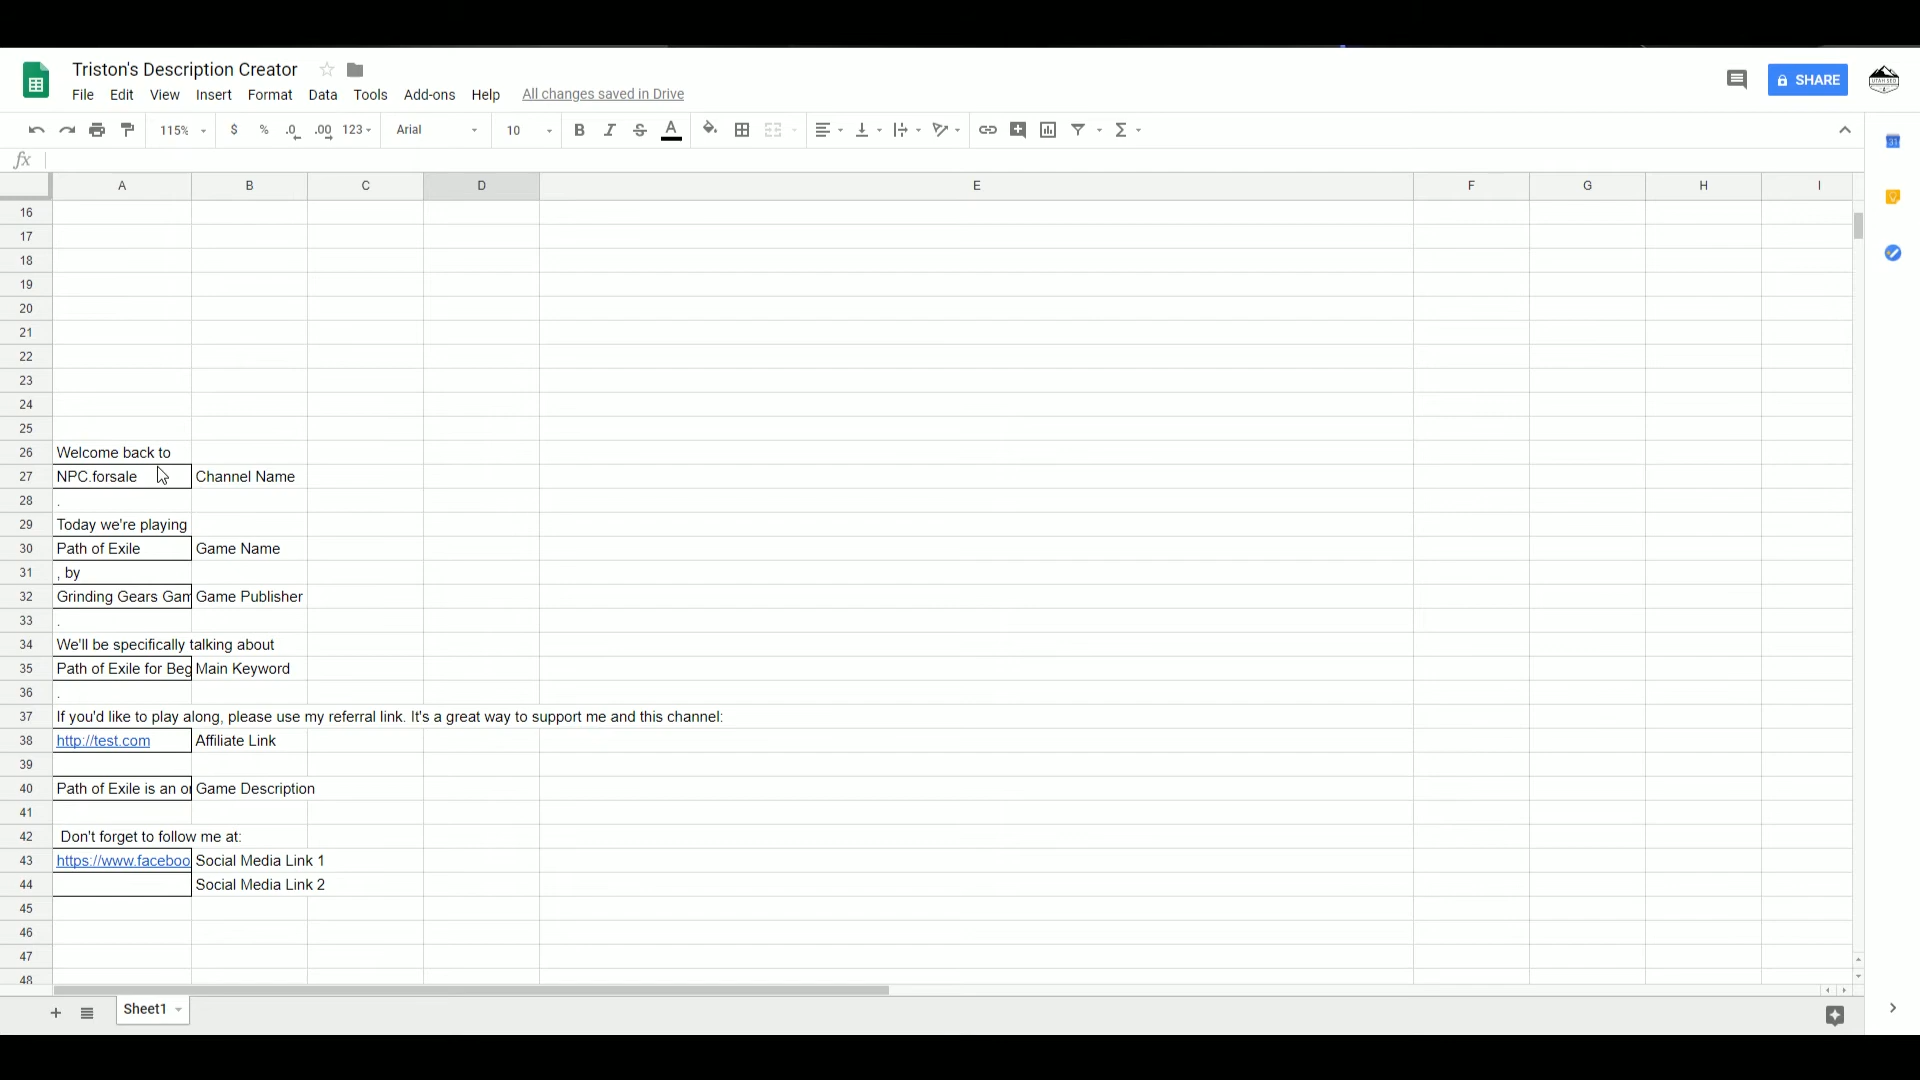 Triston's Description Creator
SHARE
File Edit View Insert Format Data Tools Add-ons Help All changes saved in Drive
115% $ % .0 .00 123 Arial 10 B I S A
fx
A B C D E F G H I
16
17
18
19
20
21
22
23
24
25
26 Welcome back to
27 NPC.forsale Channel Name
28 .
29 Today we're playing
30 Path of Exile Game Name
31 , by
32 Grinding Gears Gam Game Publisher
33 .
34 We'll be specifically talking about
35 Path of Exile for Beg Main Keyword
36 .
37 If you'd like to play along, please use my referral link. It's a great way to support me and this channel:
38 http://test.com Affiliate Link
39
40 Path of Exile is an o Game Description
41
42 Don't forget to follow me at:
43 https://www.faceboo Social Media Link 1
44 Social Media Link 2
45
46
47
48
Sheet1